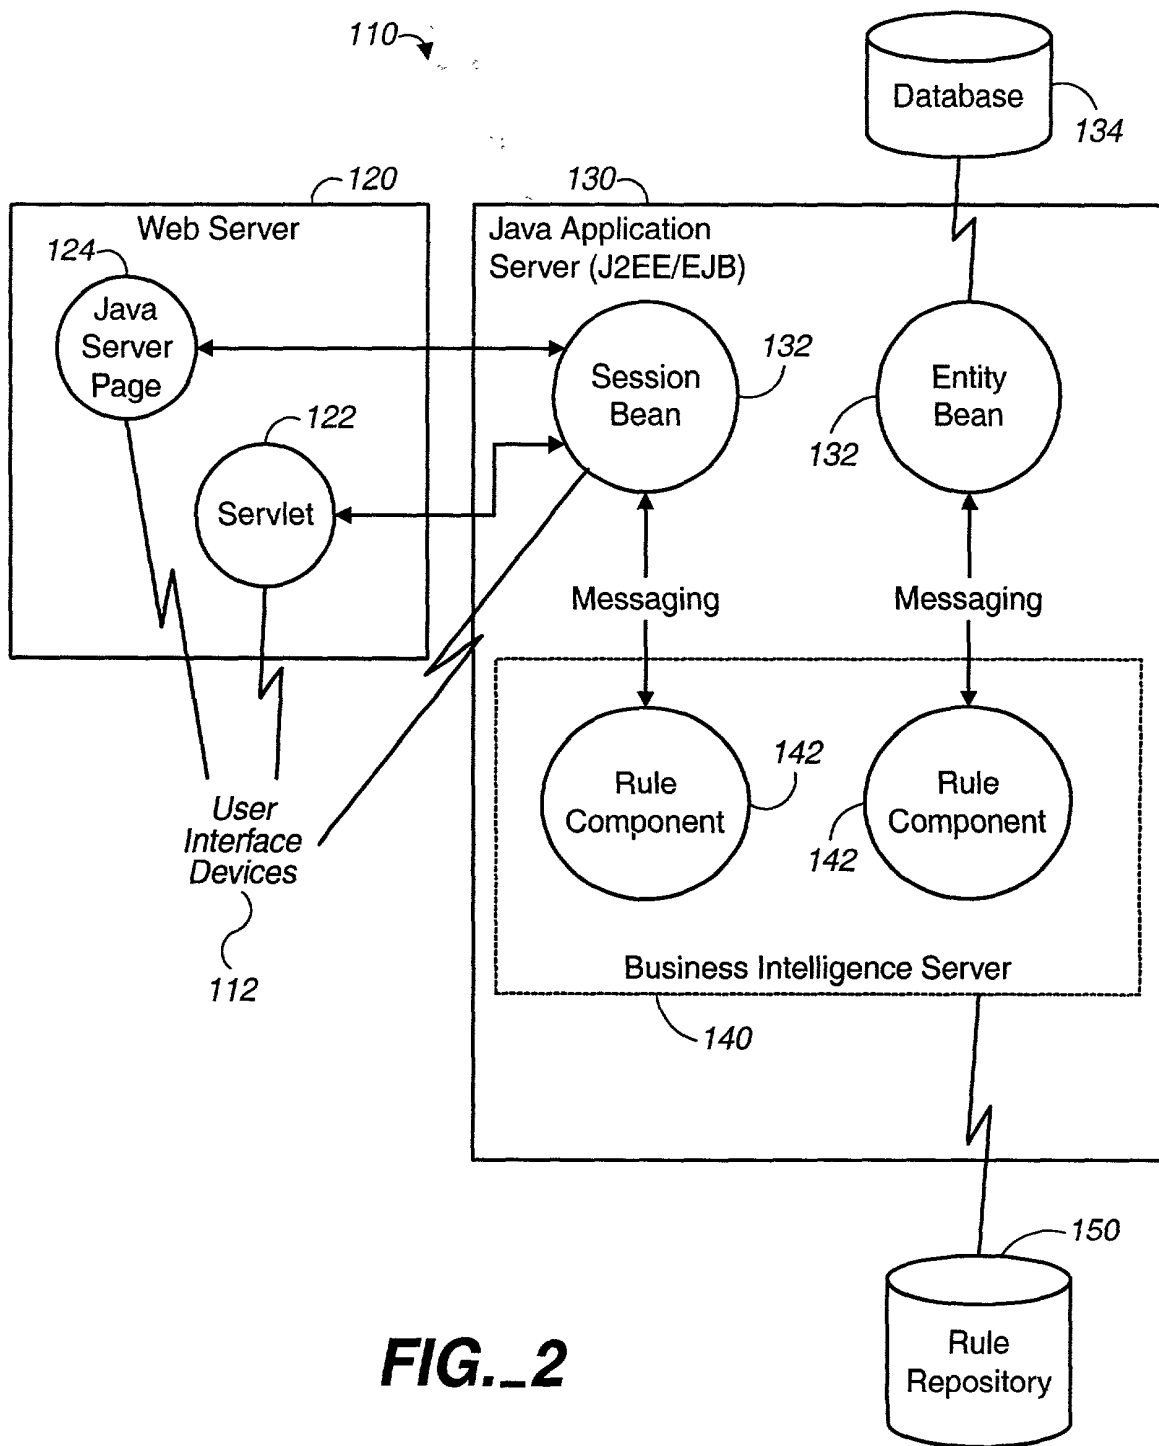 110
Database
134
120
130
Web Server
Java Application
Server (J2EE/EJB)
124
Java
Server
Page
132
Session
Bean
Entity
Bean
122
132
Servlet
Messaging
Messaging
142
Rule
Component
Rule
Component
142
User
Interface
Devices
112
Business Intelligence Server
140
150
Rule
Repository
FIG._2